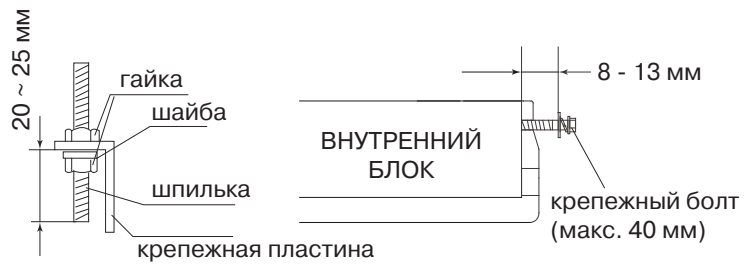 20 ~ 25 мм
гайка
шайба
шпилька
крепежная пластина
ВНУТРЕННИЙ
БЛОК
8 - 13 мм
крепежный болт
(макс. 40 мм)